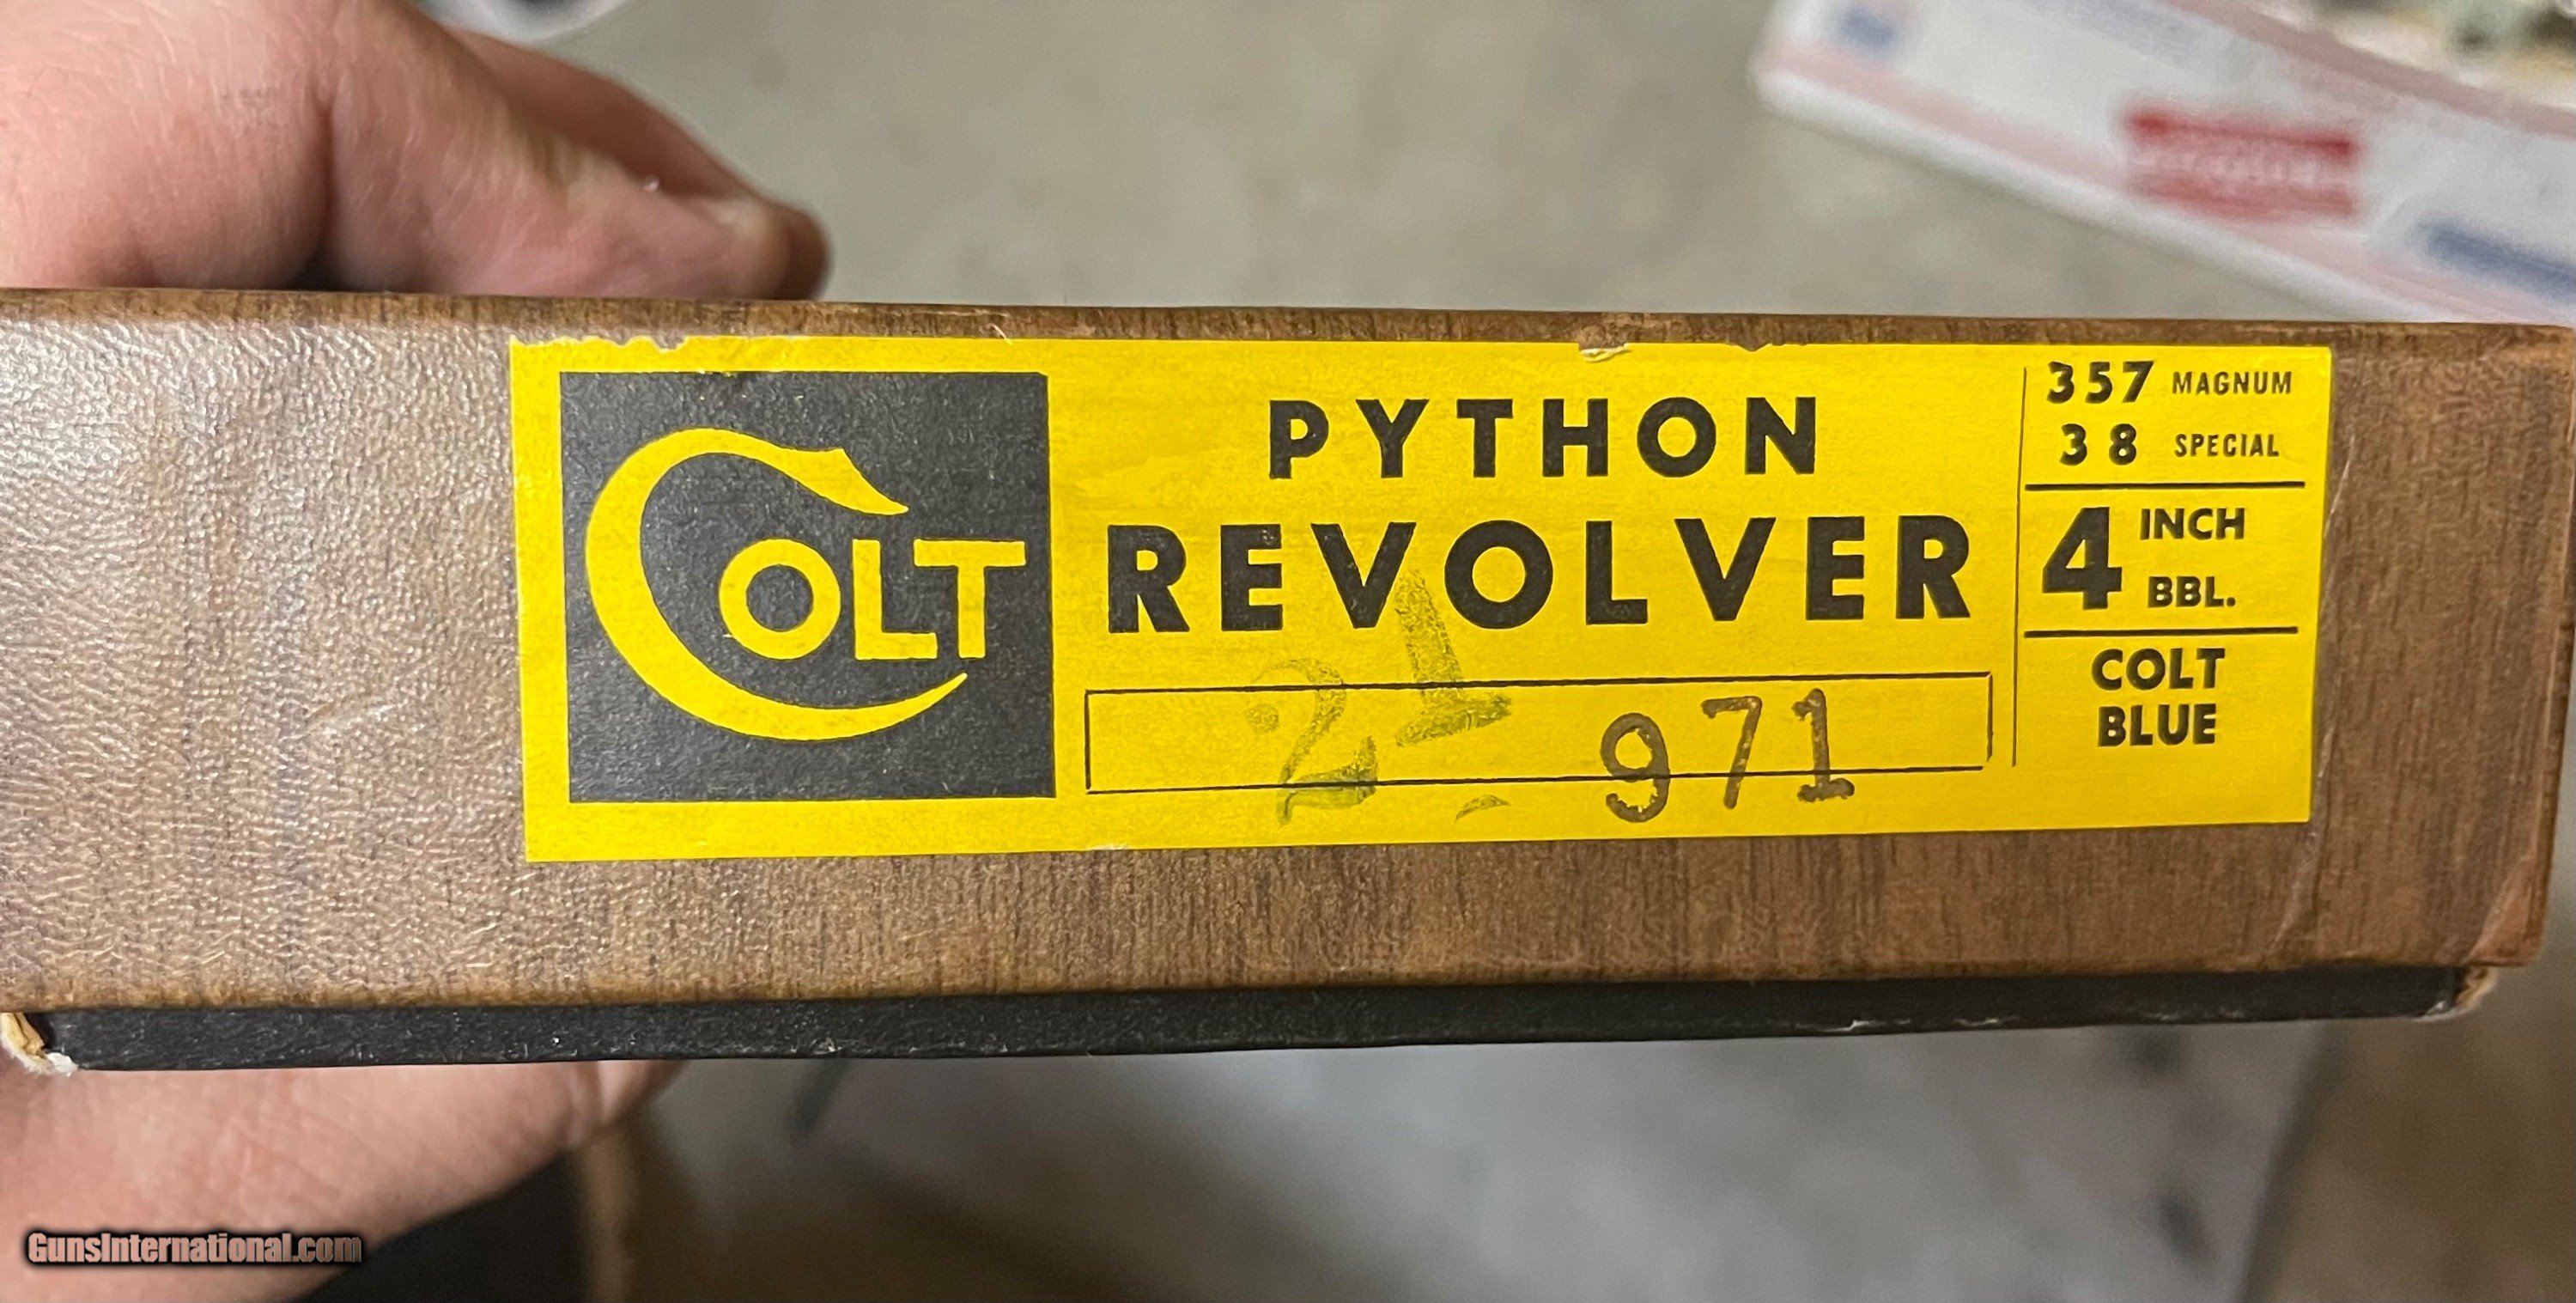 COLT
PYTHON
REVOLVER
971
357 MAGNUM
38 SPECIAL
4 INCH
BBL.
COLT
BLUE
GunsInternational.com